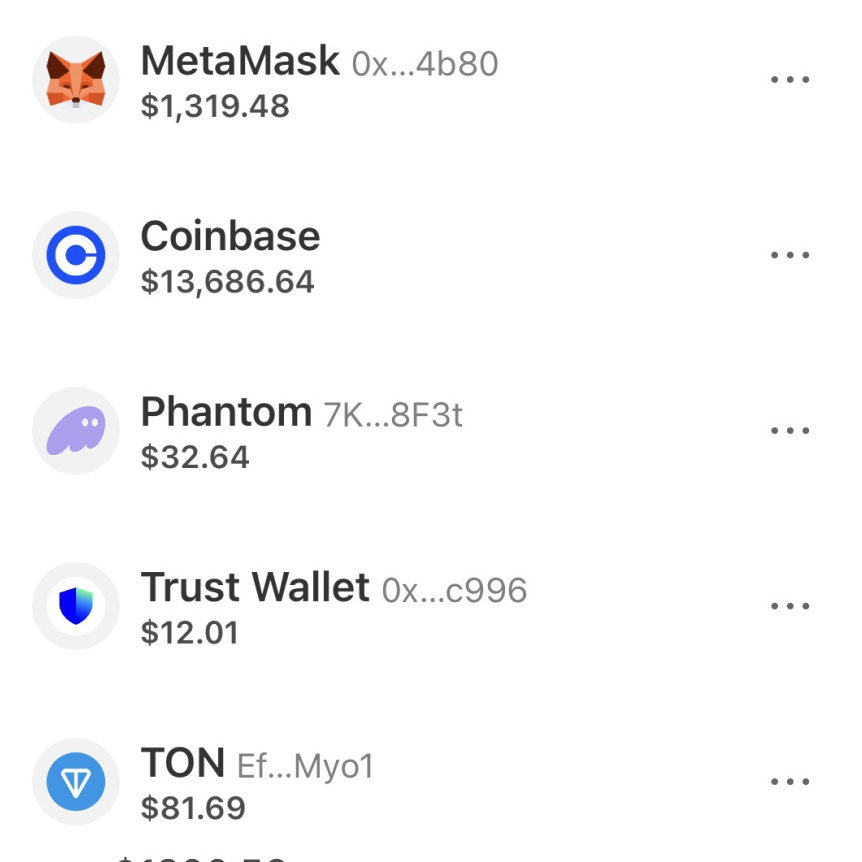 MetaMask 0x...4b80
$1,319.48
Coinbase
$13,686.64
Phantom 7K...8F3t
$32.64
Trust Wallet 0x...c996
$12.01
TON Ef...Myo1
$81.69